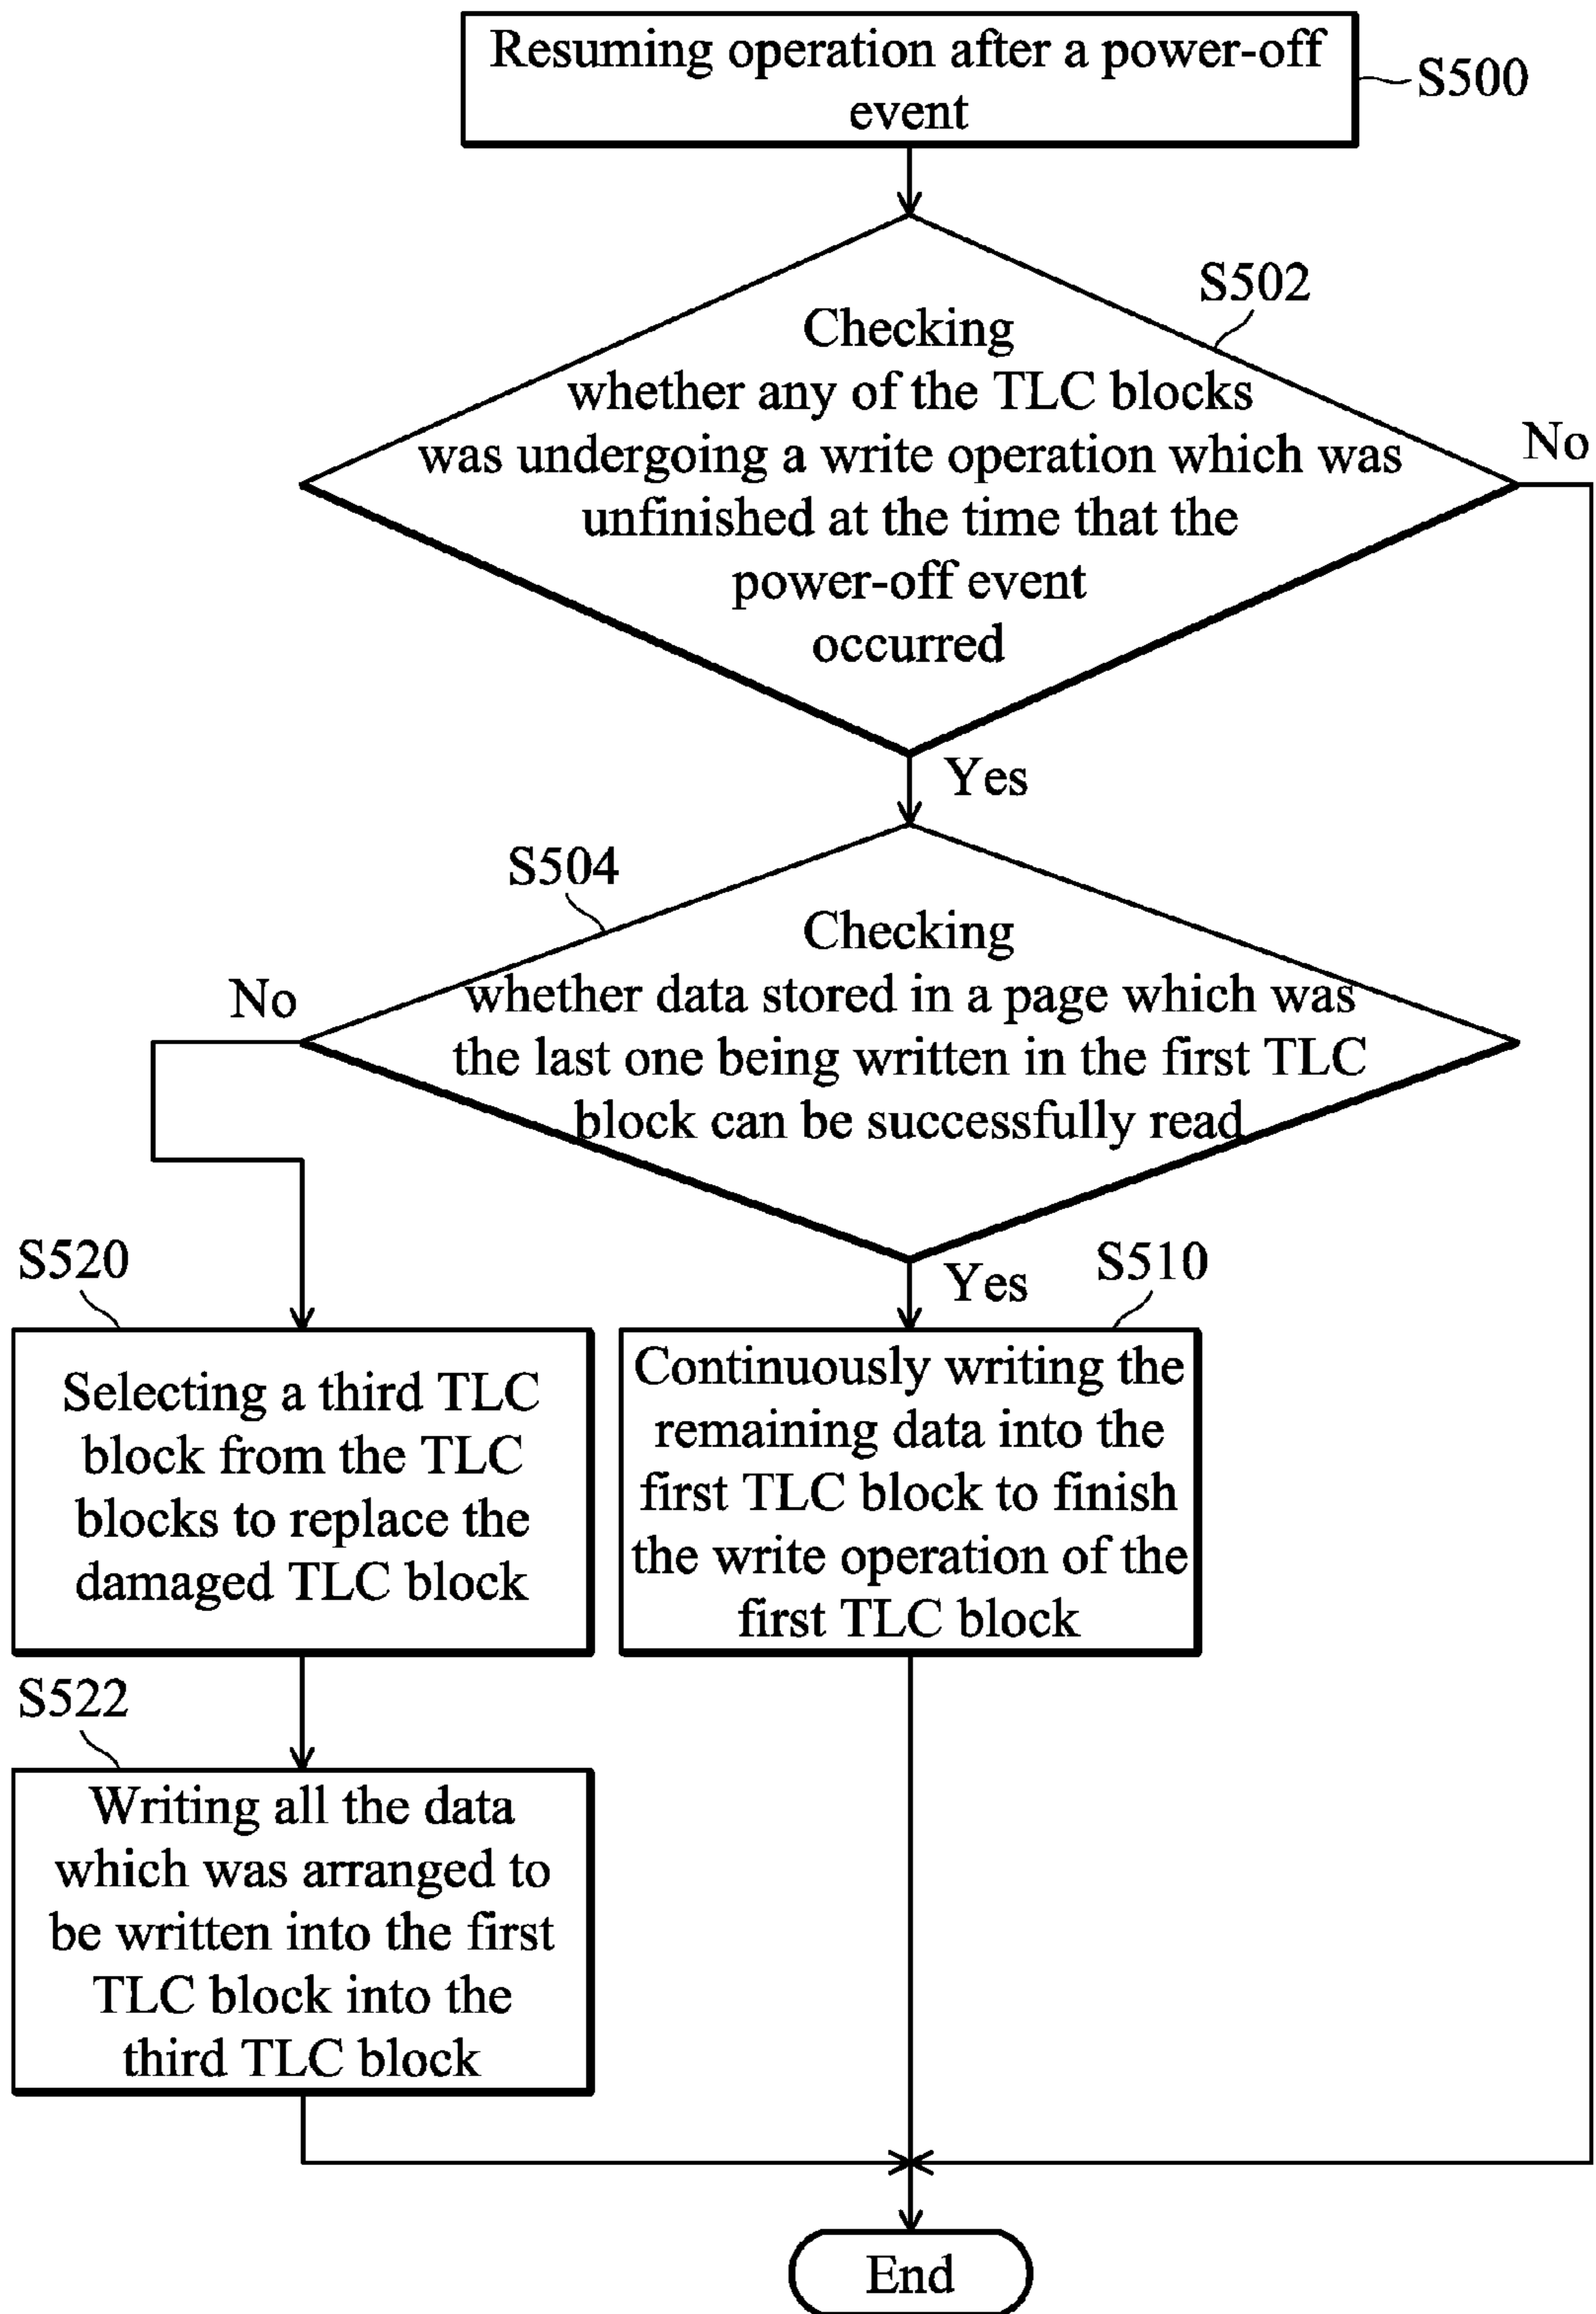 Resuming operation after a power-off
event
S500
S502
Checking
whether any of the TLC blocks
was undergoing a write operation which was
unfinished at the time that the
power-off event
occurred
No
Yes
S504
Checking
whether data stored in a page which was
the last one being written in the first TLC
block can be successfully read
No
Yes
S520
Selecting a third TLC
block from the TLC
blocks to replace the
damaged TLC block
S510
Continuously writing the
remaining data into the
first TLC block to finish
the write operation of the
first TLC block
S522
Writing all the data
which was arranged to
be written into the first
TLC block into the
third TLC block
End